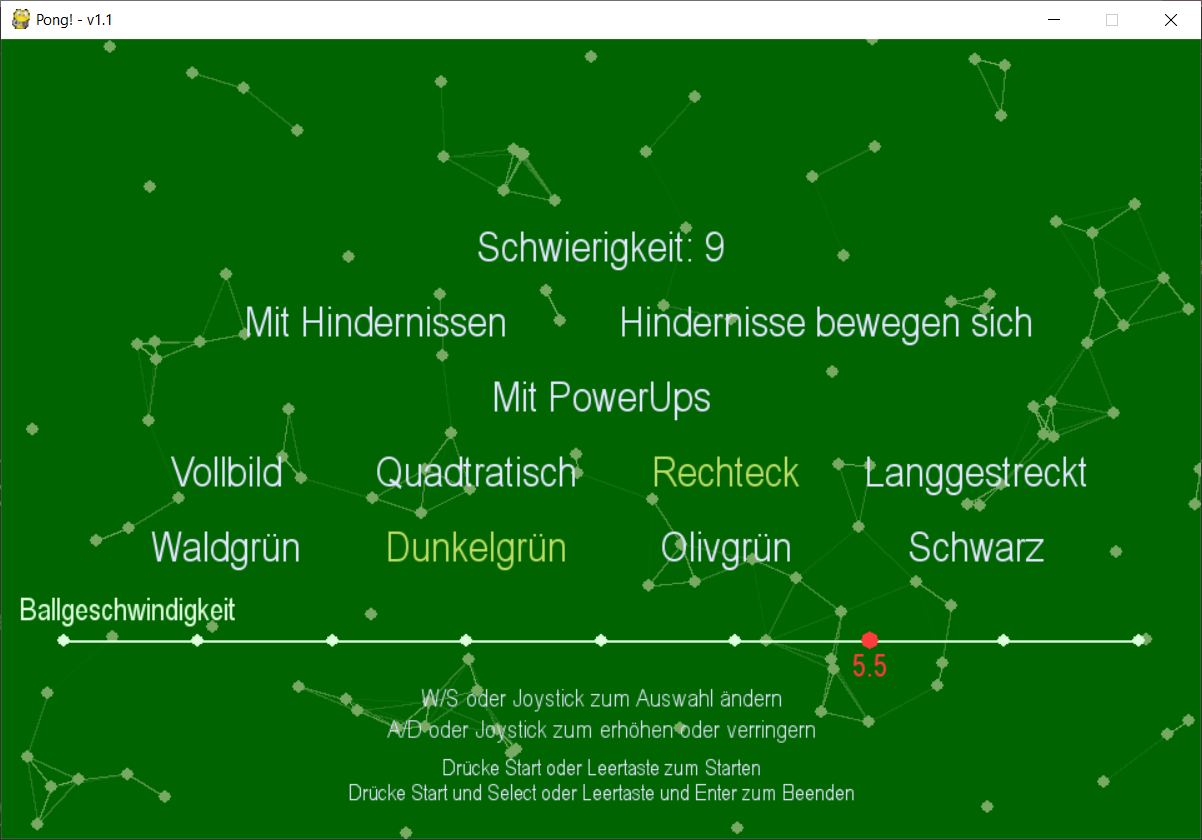 Pong! - v1.1
Schwierigkeit: 9
Mit Hindernissen Hindernisse bewegen sich
Mit PowerUps
Vollbild Quadtratisch Rechteck Langgestreckt
Waldgrün Dunkelgrün Olivgrün Schwarz
Ballgeschwindigkeit
5.5
W/S oder Joystick zum Auswahl ändern
A/D oder Joystick zum erhöhen oder verringern
Drücke Start oder Leertaste zum Starten
Drücke Start und Select oder Leertaste und Enter zum Beenden